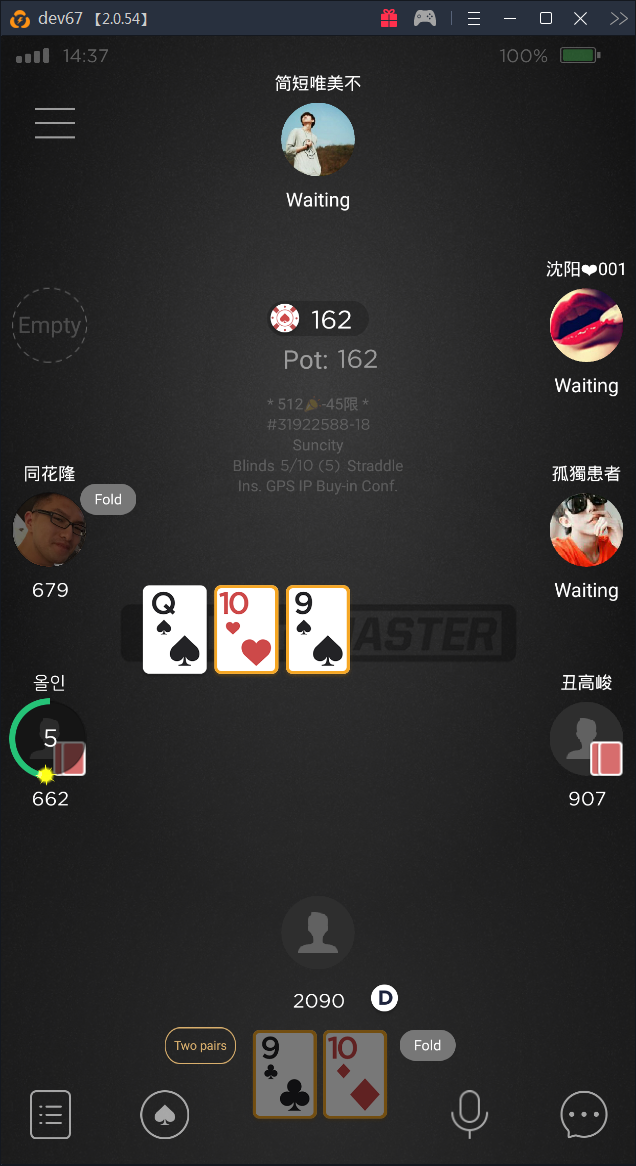 dev67 【2.0.54】
14:37
100%
简短唯美不
Waiting
沈阳❤001
Waiting
Empty
162
Pot: 162
* 512🎉-45限 *
#31922588-18
Suncity
Blinds 5/10 (5) Straddle
Ins. GPS IP Buy-in Conf.
同花隆
Fold
679
孤獨患者
Waiting
Q
10
9
ASTER
올인
5
662
丑高峻
907
2090
D
Two pairs
9
10
Fold